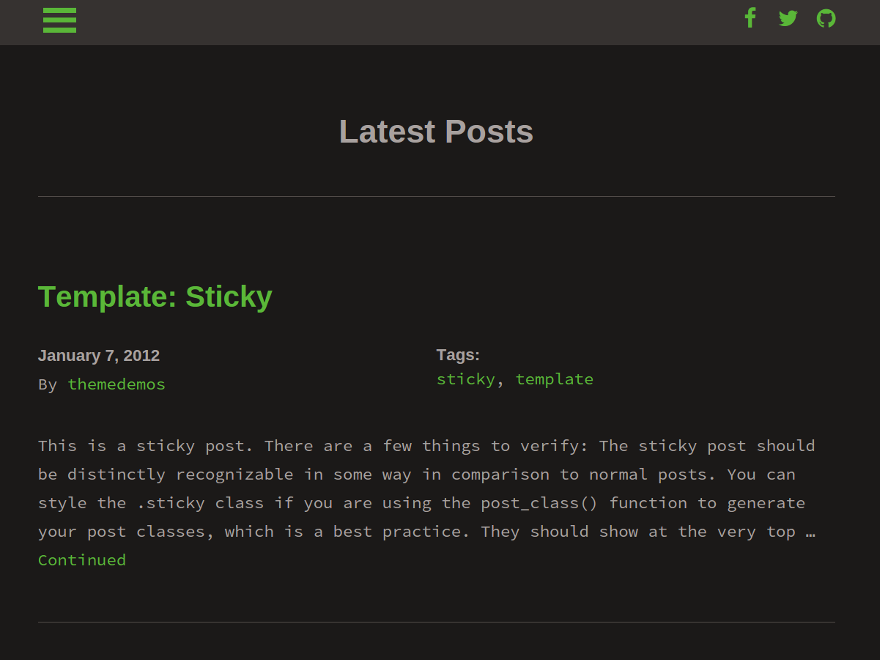 Latest Posts
Template: Sticky
January 7, 2012
By themedemos
Tags:
sticky, template
This is a sticky post. There are a few things to verify: The sticky post should
be distinctly recognizable in some way in comparison to normal posts. You can
style the .sticky class if you are using the post_class() function to generate
your post classes, which is a best practice. They should show at the very top …
Continued